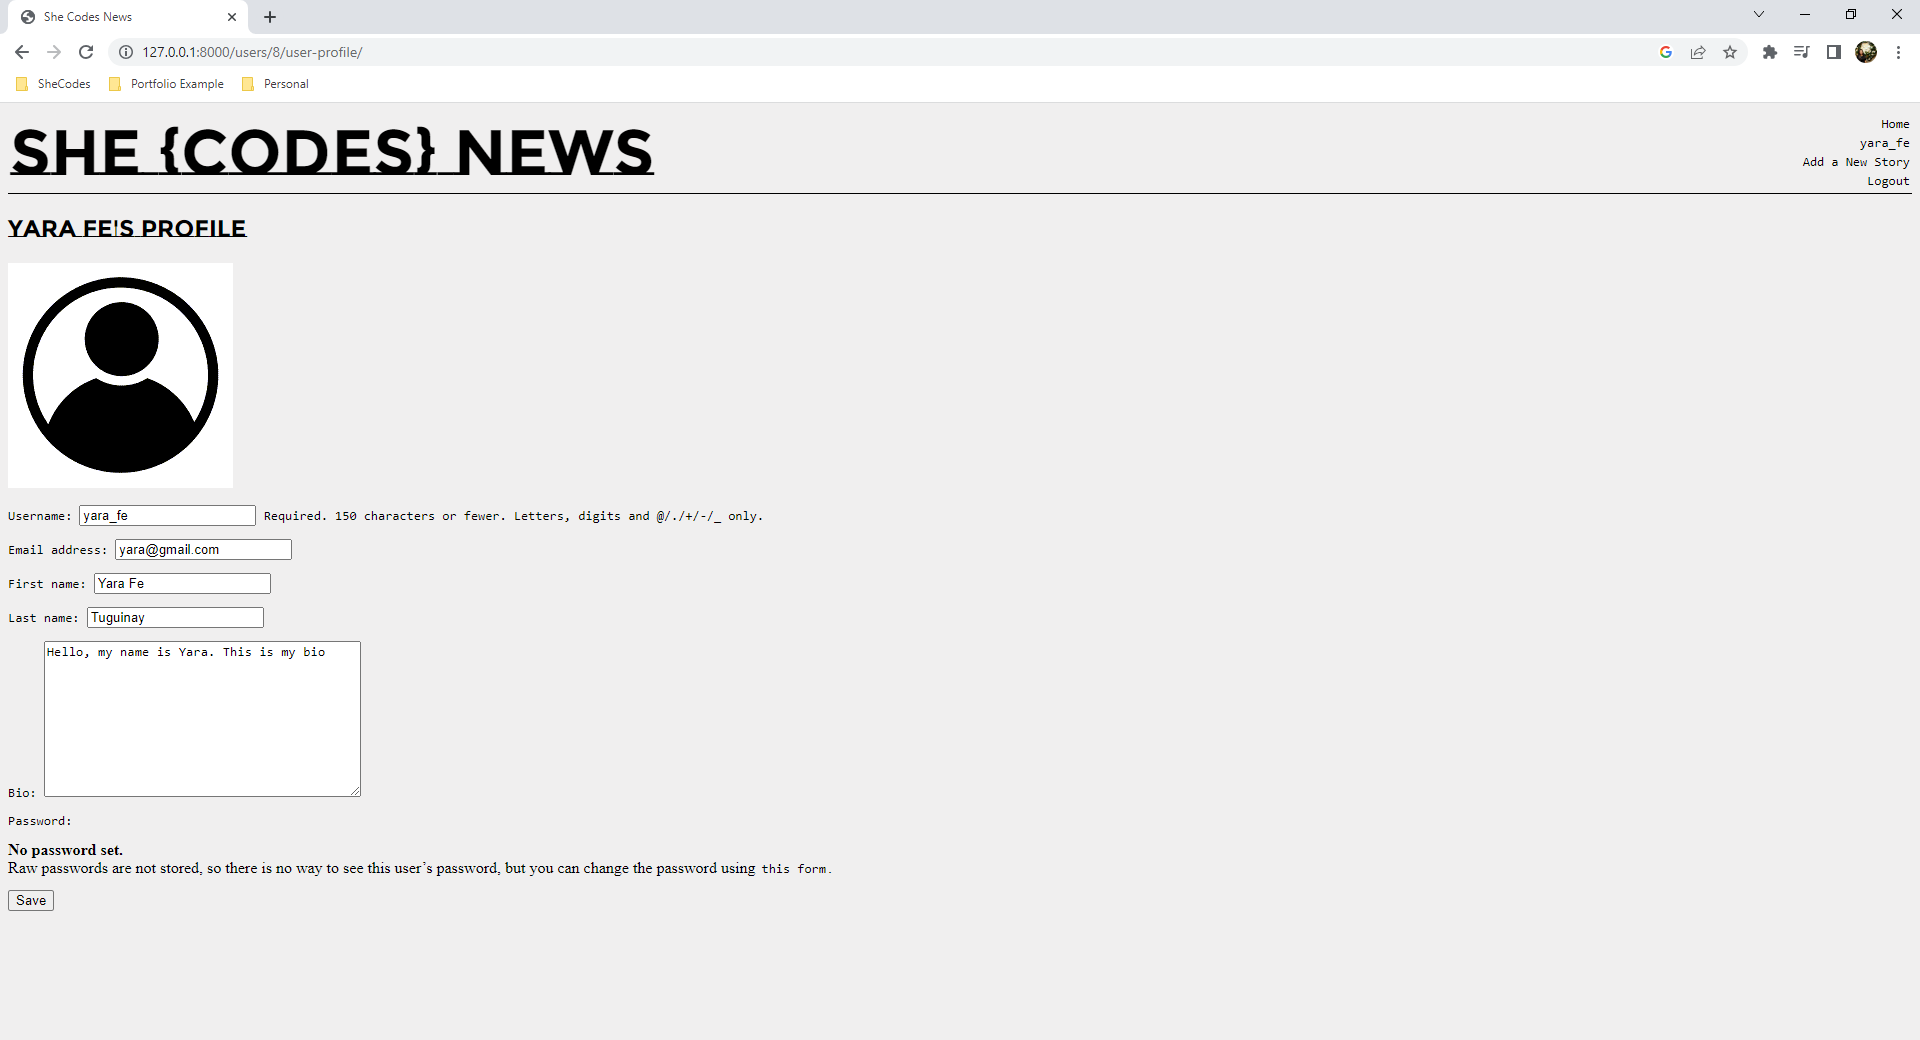 She Codes News
127.0.0.1:8000/users/8/user-profile/
SheCodes Portfolio Example Personal
SHE {CODES} NEWS
Home
yara_fe
Add a New Story
Logout
YARA FE'S PROFILE
Username: yara_fe Required. 150 characters or fewer. Letters, digits and @/./+/-/_ only.
Email address: yara@gmail.com
First name: Yara Fe
Last name: Tuguinay
Hello, my name is Yara. This is my bio
Bio:
Password:
No password set.
Raw passwords are not stored, so there is no way to see this user’s password, but you can change the password using this form.
Save